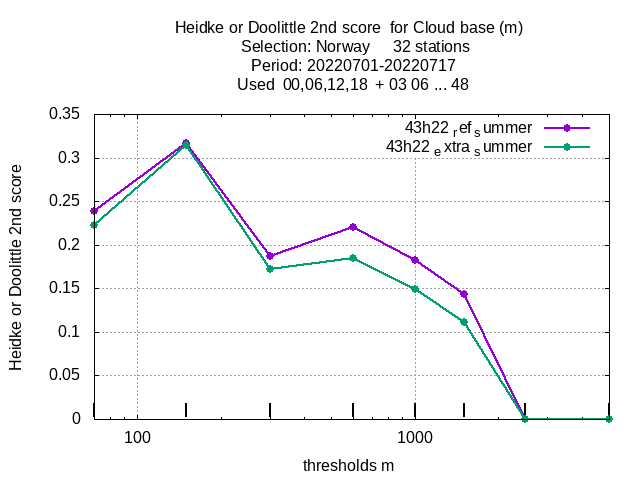 Heidke or Doolittle 2nd score  for Cloud base (m)
Selection: Norway     32 stations
Period: 20220701-20220717
Used  00,06,12,18  + 03 06 ... 48
43h22 ref summer
43h22 extra summer
Heidke or Doolittle 2nd score
0.35
0.3
0.25
0.2
0.15
0.1
0.05
0
100
1000
thresholds m